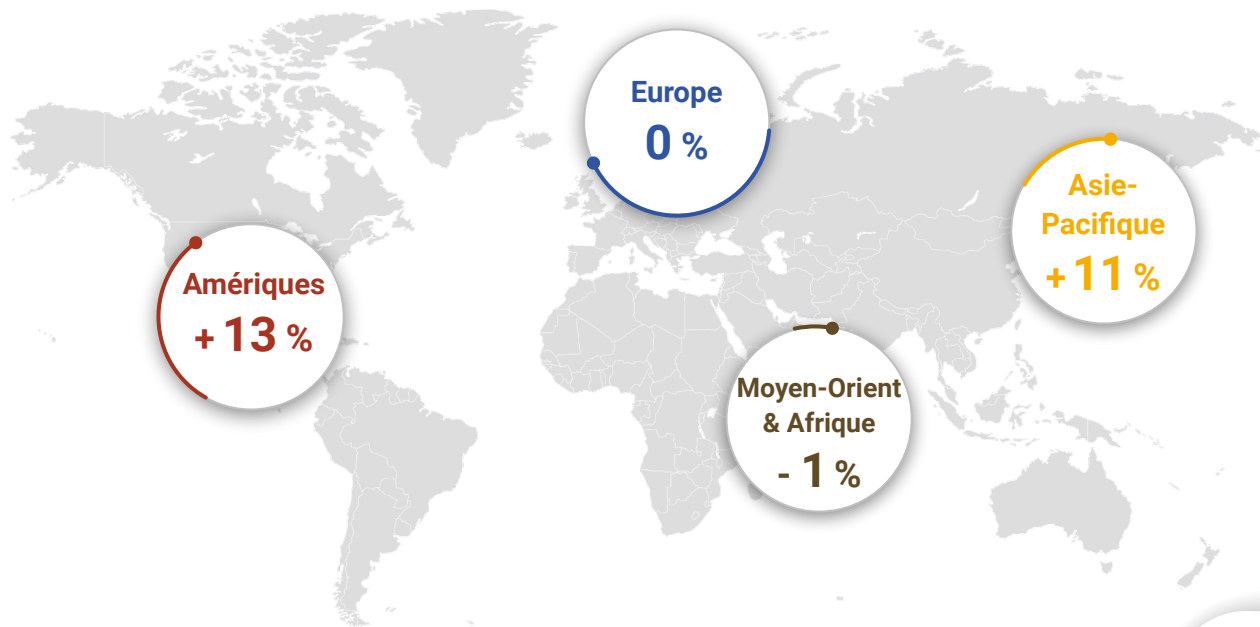 Europe
0 %
Asie-
Pacifique
+ 11 %
Amériques
+ 13 %
Moyen-Orient
& Afrique
- 1 %